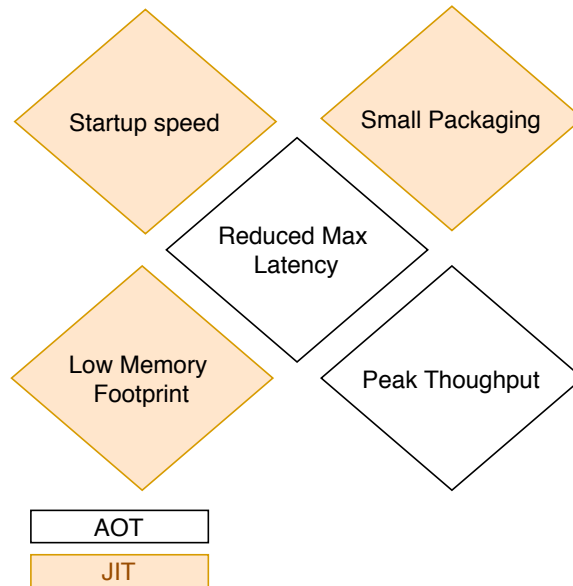 Startup speed
Small Packaging
Reduced Max
Latency
Low Memory
Footprint
Peak Thoughput
AOT
JIT